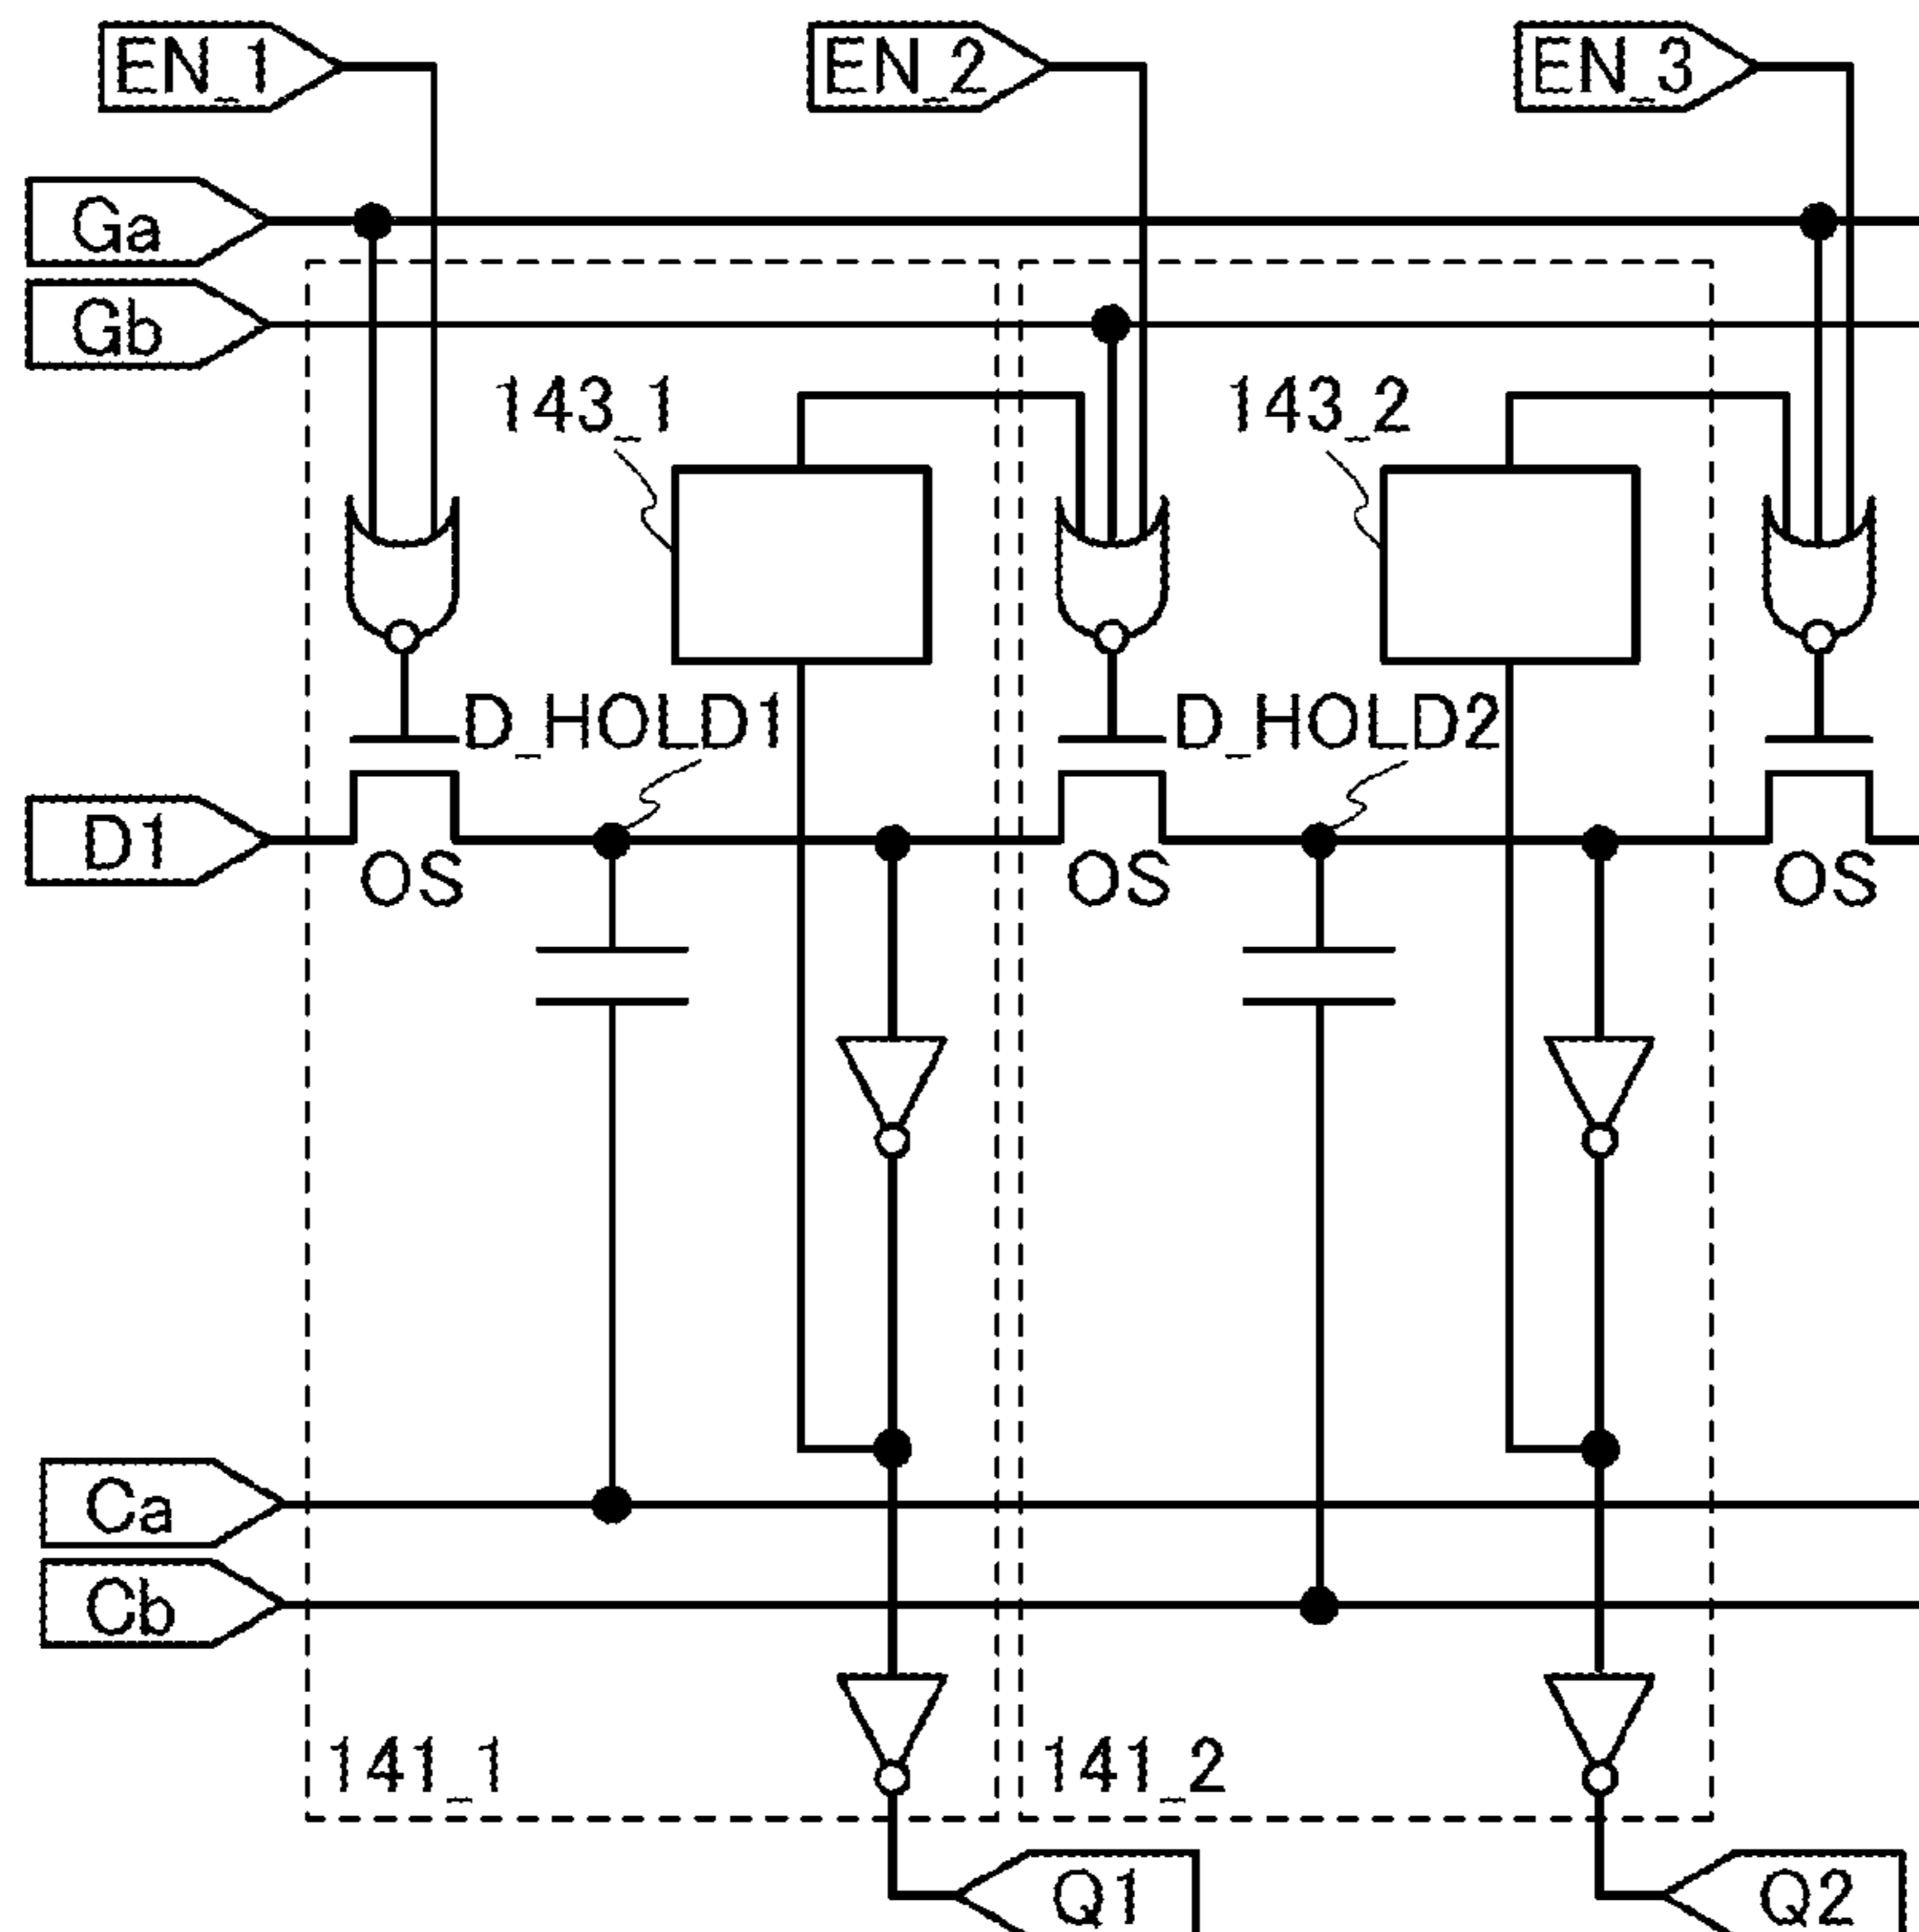 EN_1
EN_2
EN_3
Ga
Gb
143_1
143_2
D_HOLD1
D_HOLD2
D1
OS
OS
OS
Ca
Cb
141_1
141_2
Q1
Q2